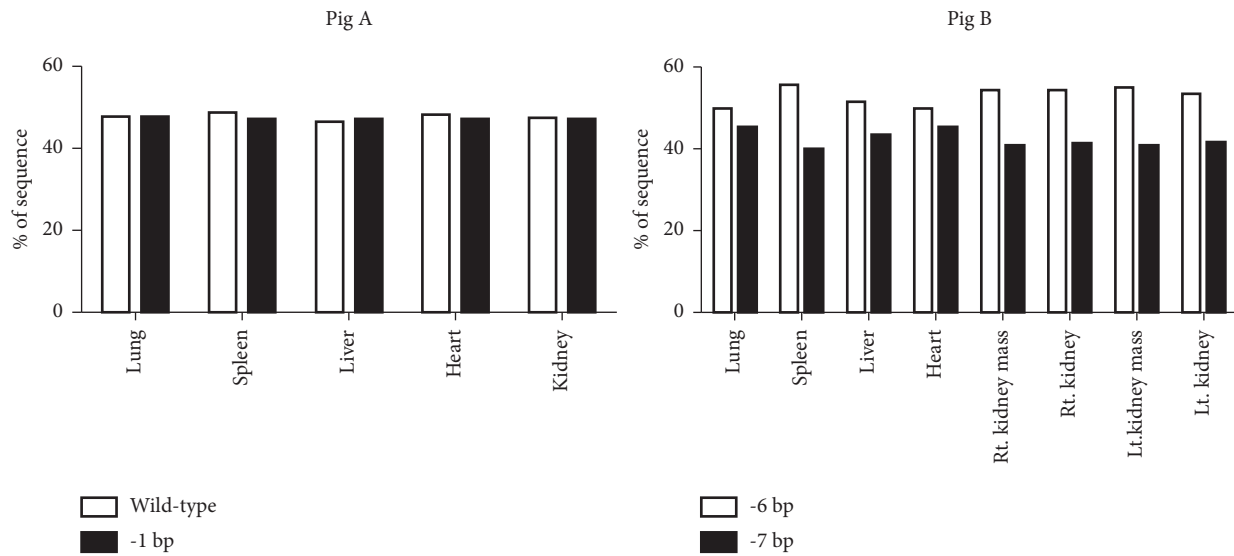 Pig A
% of sequence
60
40
20
0
Lung
Spleen
Liver
Heart
Kidney
Wild-type
-1 bp
Pig B
% of sequence
60
40
20
0
Lung
Spleen
Liver
Heart
Rt. kidney mass
Rt. kidney
Lt.kidney mass
Lt. kidney
-6 bp
-7 bp